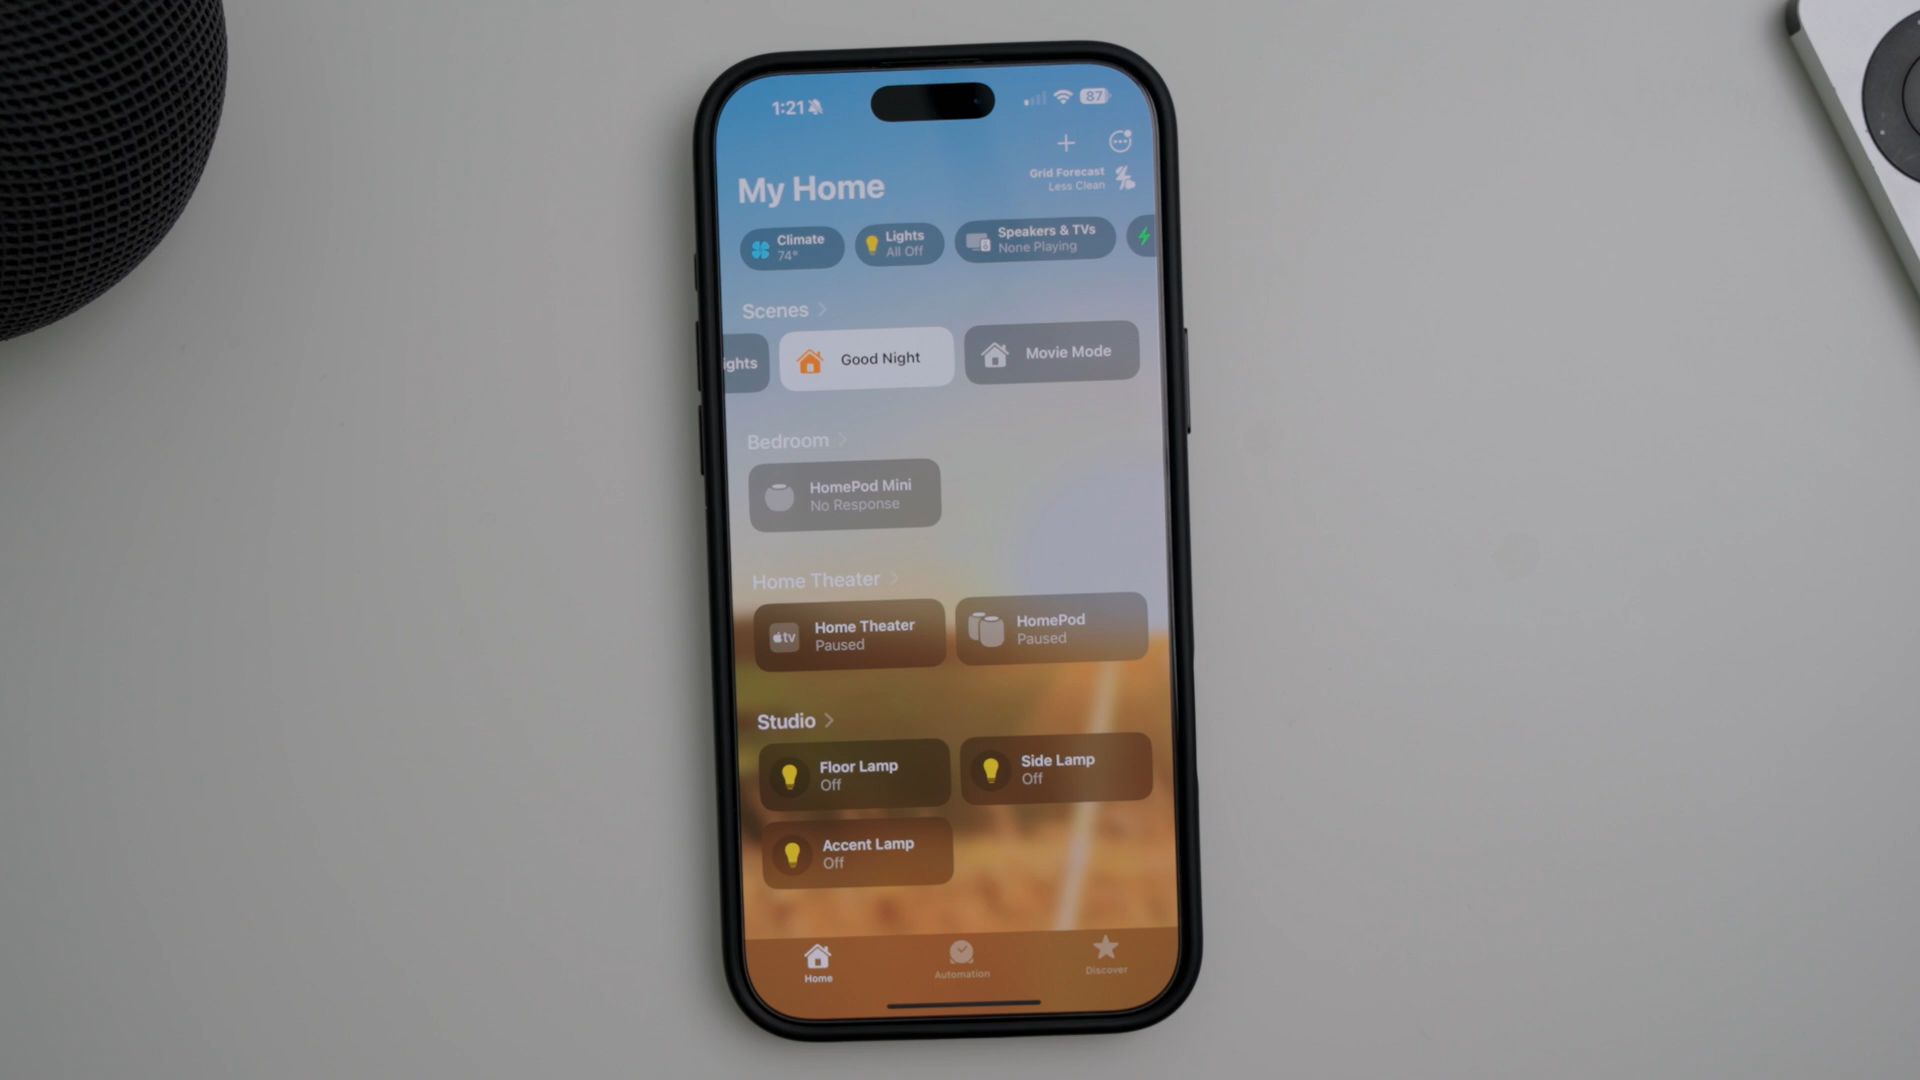 1:21
87
Grid Forecast
Less Clean
My Home
Climate
74°
Lights
All Off
Speakers & TVs
None Playing
Scenes
ights
Good Night
Movie Mode
Bedroom
HomePod Mini
No Response
Home Theater
tv
Home Theater
Paused
HomePod
Paused
Studio
Floor Lamp
Off
Side Lamp
Off
Accent Lamp
Off
Home
Automation
Discover